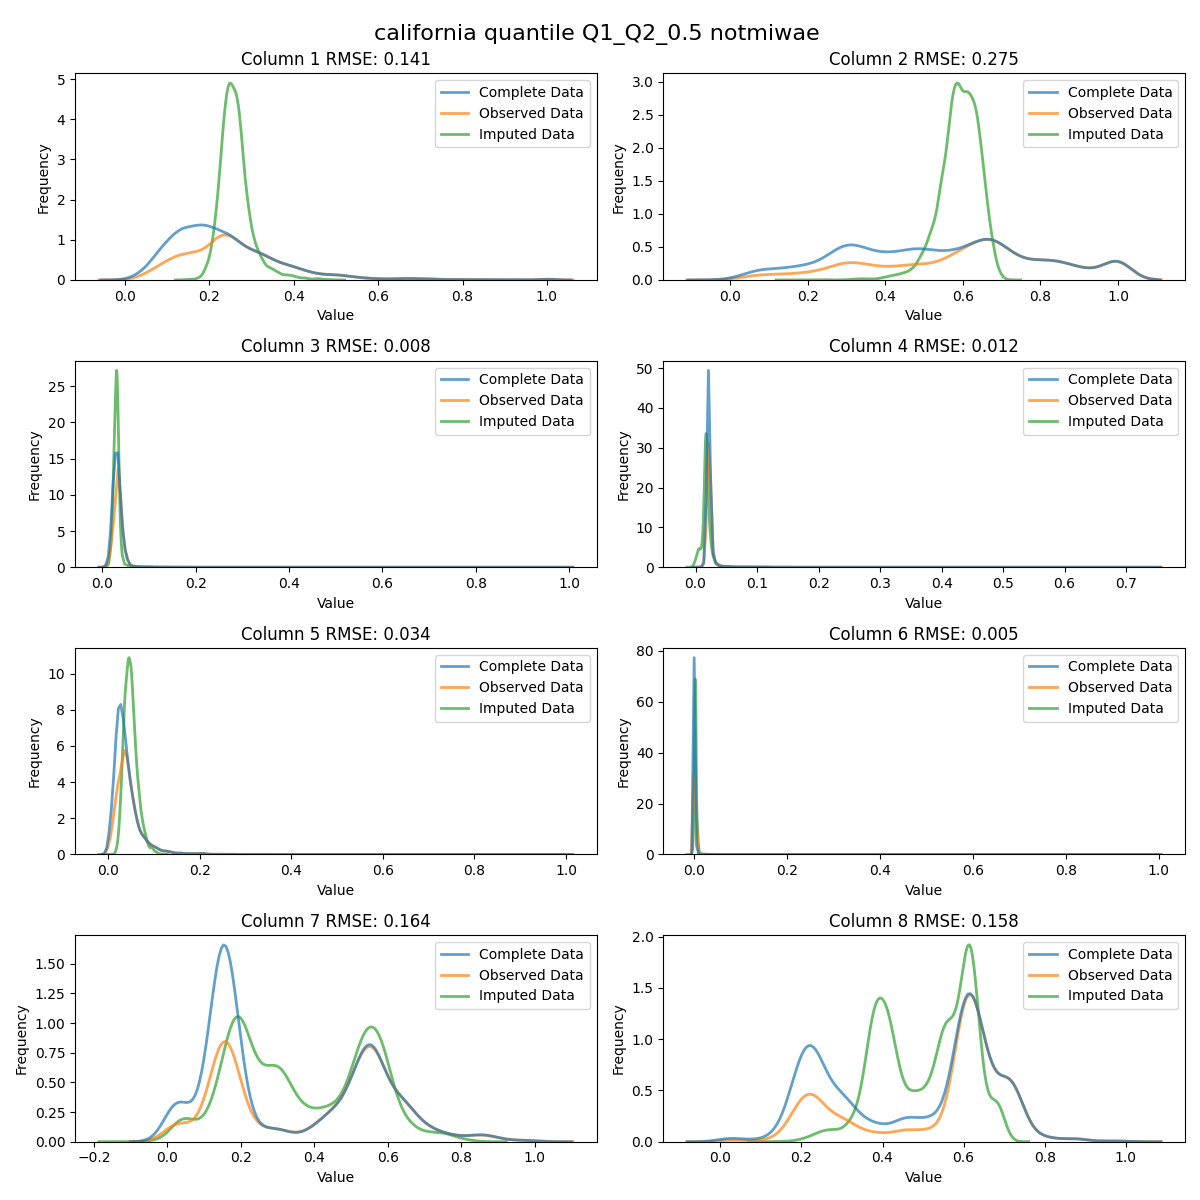 california quantile Q1_Q2_0.5 notmiwae
Column 1 RMSE: 0.141
Frequency
5
4
3
2
1
0
0.0 0.2 0.4 0.6 0.8 1.0
Value
Complete Data
Observed Data
Imputed Data
Column 2 RMSE: 0.275
Frequency
3.0
2.5
2.0
1.5
1.0
0.5
0.0
0.0 0.2 0.4 0.6 0.8 1.0
Value
Complete Data
Observed Data
Imputed Data
Column 3 RMSE: 0.008
Frequency
25
20
15
10
5
0
0.0 0.2 0.4 0.6 0.8 1.0
Value
Complete Data
Observed Data
Imputed Data
Column 4 RMSE: 0.012
Frequency
50
40
30
20
10
0
0.0 0.1 0.2 0.3 0.4 0.5 0.6 0.7
Value
Complete Data
Observed Data
Imputed Data
Column 5 RMSE: 0.034
Frequency
10
8
6
4
2
0
0.0 0.2 0.4 0.6 0.8 1.0
Value
Complete Data
Observed Data
Imputed Data
Column 6 RMSE: 0.005
Frequency
80
60
40
20
0
0.0 0.2 0.4 0.6 0.8 1.0
Value
Complete Data
Observed Data
Imputed Data
Column 7 RMSE: 0.164
Frequency
1.50
1.25
1.00
0.75
0.50
0.25
0.00
−0.2 0.0 0.2 0.4 0.6 0.8 1.0
Value
Complete Data
Observed Data
Imputed Data
Column 8 RMSE: 0.158
Frequency
2.0
1.5
1.0
0.5
0.0
0.0 0.2 0.4 0.6 0.8 1.0
Value
Complete Data
Observed Data
Imputed Data